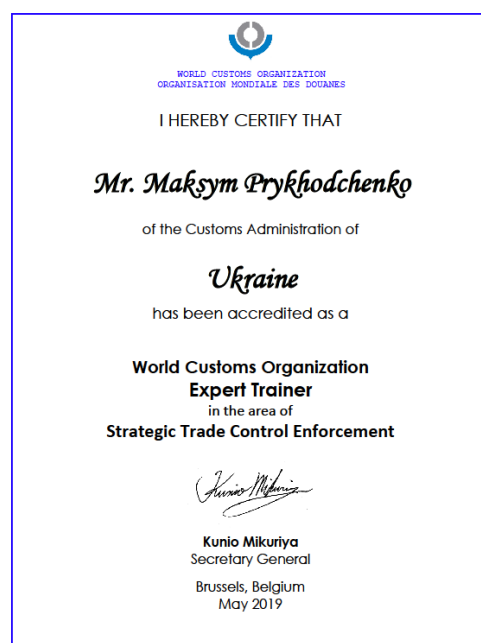 WORLD CUSTOMS ORGANIZATION
ORGANISATION MONDIALE DES DOUANES
I HEREBY CERTIFY THAT
Mr. Maksym Prykhodchenko
of the Customs Administration of
Ukraine
has been accredited as a
World Customs Organization
Expert Trainer
in the area of
Strategic Trade Control Enforcement
Kunio Mikuriya
Kunio Mikuriya
Secretary General
Brussels, Belgium
May 2019